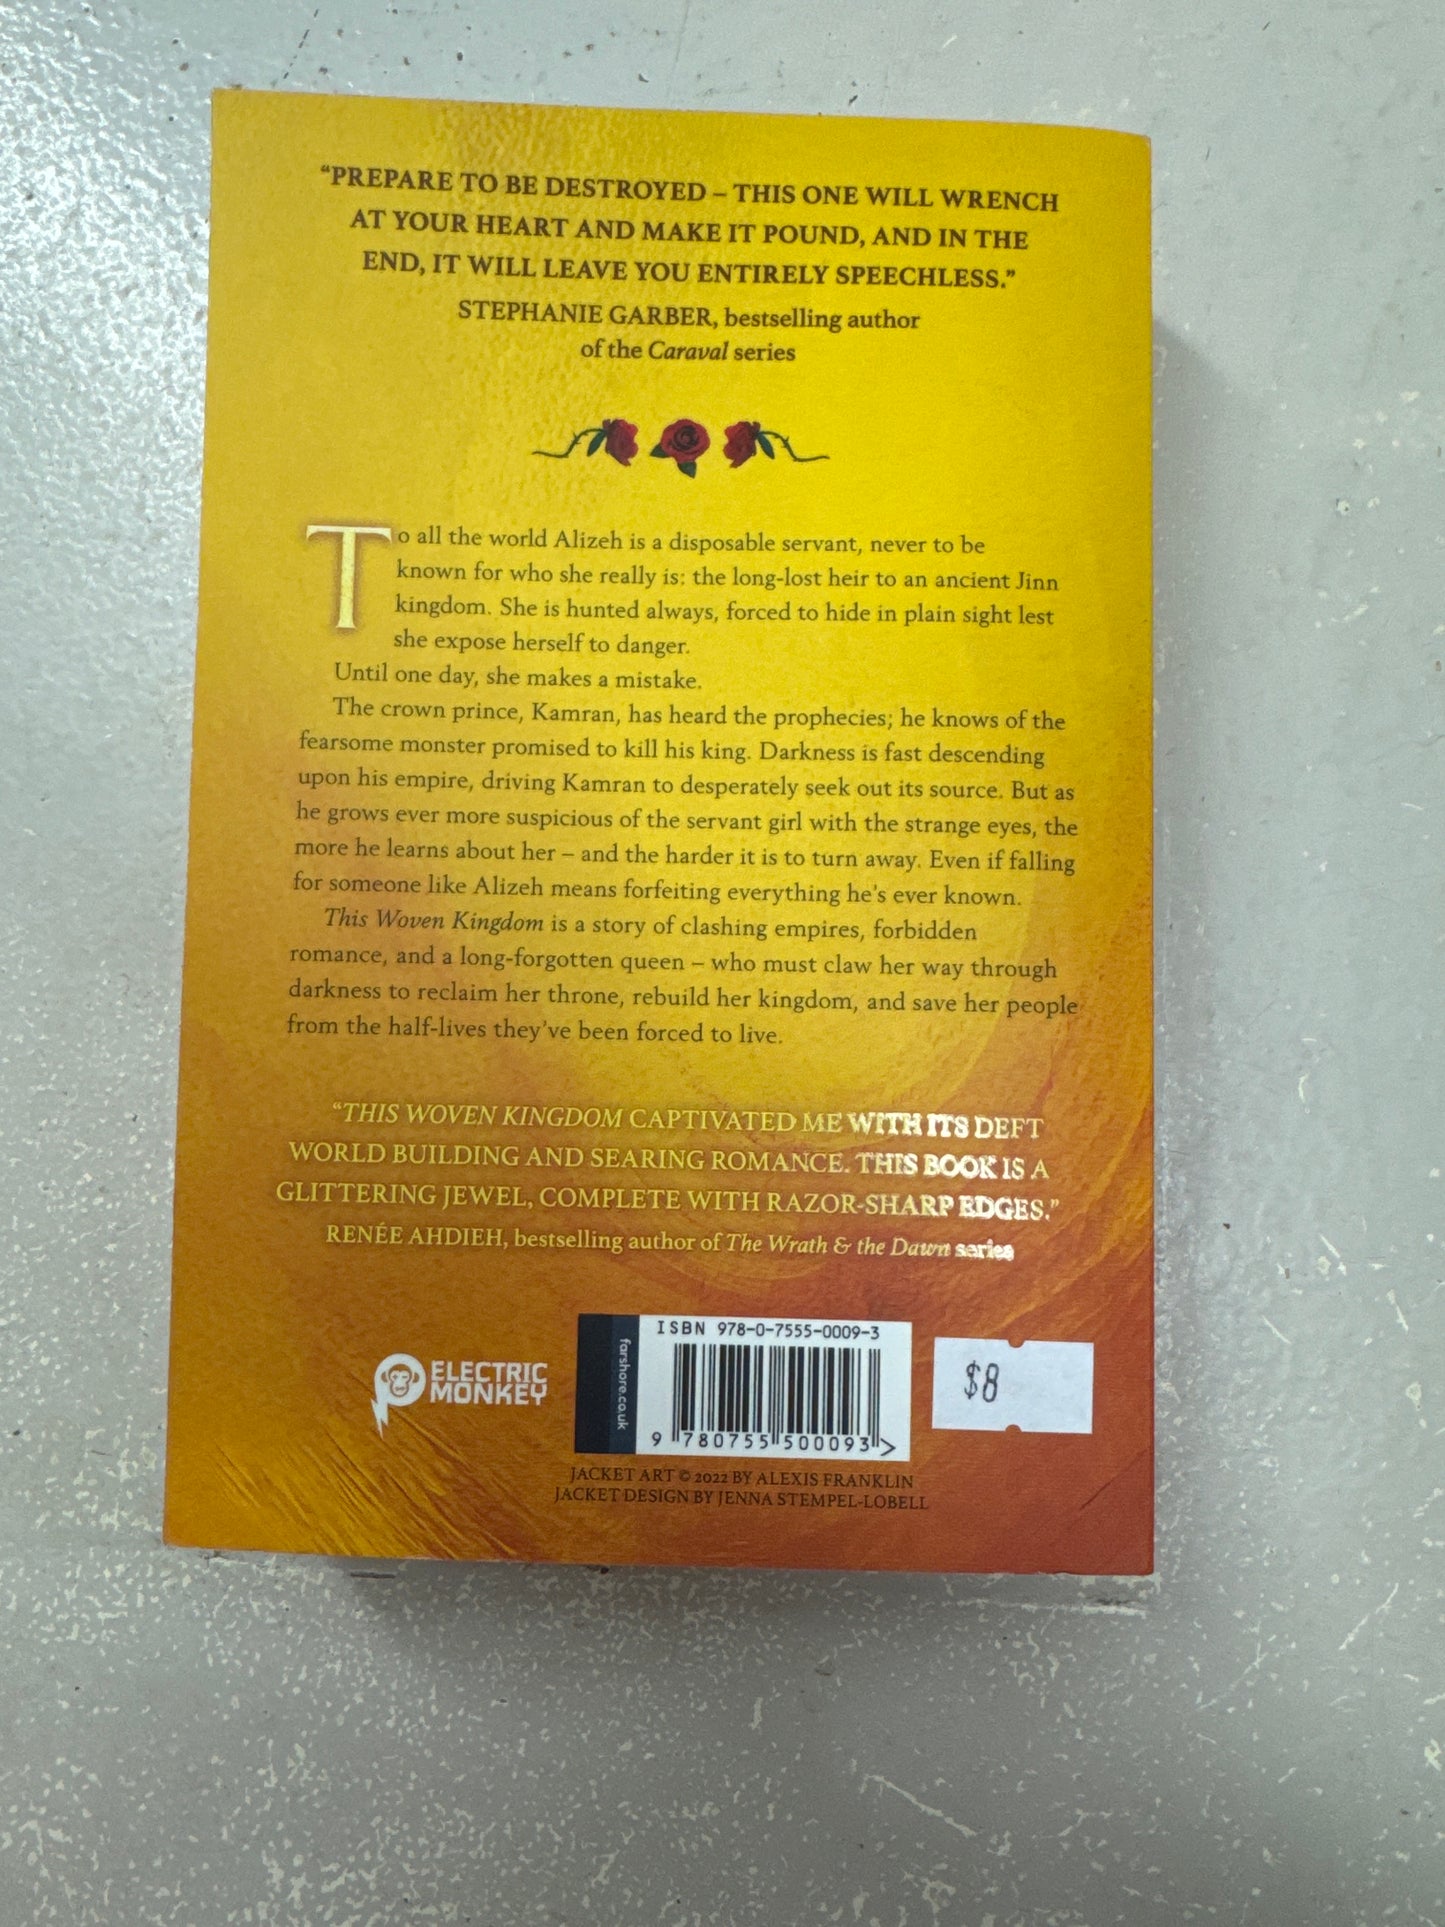 “PREPARE TO BE DESTROYED – THIS ONE WILL WRENCH
AT YOUR HEART AND MAKE IT POUND, AND IN THE
END, IT WILL LEAVE YOU ENTIRELY SPEECHLESS.”
STEPHANIE GARBER, bestselling author
of the Caraval series
To all the world Alizeh is a disposable servant, never to be
known for who she really is: the long-lost heir to an ancient Jinn
kingdom. She is hunted always, forced to hide in plain sight lest
she expose herself to danger.
Until one day, she makes a mistake.
The crown prince, Kamran, has heard the prophecies; he knows of the
fearsome monster promised to kill his king. Darkness is fast descending
upon his empire, driving Kamran to desperately seek out its source. But as
he grows ever more suspicious of the servant girl with the strange eyes, the
more he learns about her – and the harder it is to turn away. Even if falling
for someone like Alizeh means forfeiting everything he’s ever known.
This Woven Kingdom is a story of clashing empires, forbidden
romance, and a long-forgotten queen – who must claw her way through
darkness to reclaim her throne, rebuild her kingdom, and save her people
from the half-lives they’ve been forced to live.
“THIS WOVEN KINGDOM CAPTIVATED ME WITH ITS DEFT
WORLD BUILDING AND SEARING ROMANCE. THIS BOOK IS A
GLITTERING JEWEL, COMPLETE WITH RAZOR-SHARP EDGES.”
RENÉE AHDIEH, bestselling author of The Wrath & the Dawn series
ELECTRIC
MONKEY
farshore.co.uk
ISBN 978-0-7555-0009-3
9 780755 500093 >
$8
JACKET ART © 2022 BY ALEXIS FRANKLIN
JACKET DESIGN BY JENNA STEMPEL-LOBELL